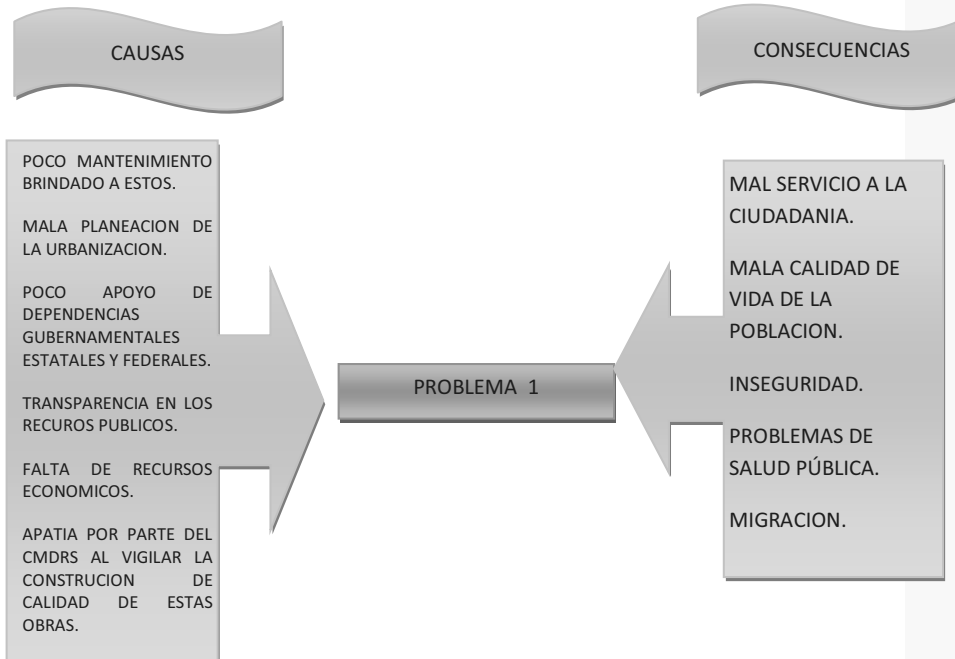 CAUSAS
CONSECUENCIAS
POCO MANTENIMIENTO
BRINDADO A ESTOS.
MALA PLANEACION DE
LA URBANIZACION.
POCO APOYO DE
DEPENDENCIAS
GUBERNAMENTALES
ESTATALES Y FEDERALES.
TRANSPARENCIA EN LOS
RECUROS PUBLICOS.
FALTA DE RECURSOS
ECONOMICOS.
APATIA POR PARTE DEL
CMDRS AL VIGILAR LA
CONSTRUCION DE
CALIDAD DE ESTAS
OBRAS.
PROBLEMA 1
MAL SERVICIO A LA
CIUDADANIA.
MALA CALIDAD DE
VIDA DE LA
POBLACION.
INSEGURIDAD.
PROBLEMAS DE
SALUD PÚBLICA.
MIGRACION.